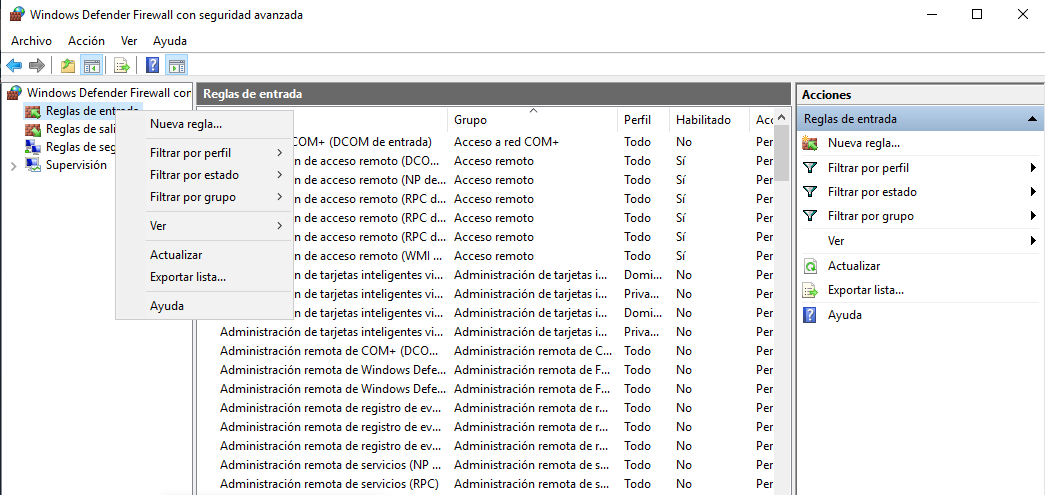 Windows Defender Firewall con seguridad avanzada
Archivo Acción Ver Ayuda
Windows Defender Firewall con
Reglas de entrada
Reglas de sali
Reglas de seg
Supervisión
Nueva regla...
Filtrar por perfil
Filtrar por estado
Filtrar por grupo
Ver
Actualizar
Exportar lista...
Ayuda
Reglas de entrada
Grupo Perfil Habilitado Acc
COM+ (DCOM de entrada) Acceso a red COM+ Todo No Per
n de acceso remoto (DCO... Acceso remoto Todo Sí Per
n de acceso remoto (NP de... Acceso remoto Todo Sí Per
n de acceso remoto (RPC d... Acceso remoto Todo Sí Per
n de acceso remoto (RPC d... Acceso remoto Todo Sí Per
n de acceso remoto (RPC d... Acceso remoto Todo Sí Per
n de acceso remoto (WMI ... Acceso remoto Todo Sí Per
n de tarjetas inteligentes vi... Administración de tarjetas i... Domi... No Per
n de tarjetas inteligentes vi... Administración de tarjetas i... Priva... No Per
n de tarjetas inteligentes vi... Administración de tarjetas i... Domi... No Per
Administración de tarjetas inteligentes vi... Administración de tarjetas i... Priva... No Per
Administración remota de COM+ (DCO... Administración remota de C... Todo No Per
Administración remota de Windows Defe... Administración remota de F... Todo No Per
Administración remota de Windows Defe... Administración remota de F... Todo No Per
Administración remota de registro de ev... Administración remota de r... Todo No Per
Administración remota de registro de ev... Administración remota de r... Todo No Per
Administración remota de registro de ev... Administración remota de r... Todo No Per
Administración remota de servicios (NP ... Administración remota de s... Todo No Per
Administración remota de servicios (RPC) Administración remota de s... Todo No Per
Acciones
Reglas de entrada
Nueva regla...
Filtrar por perfil
Filtrar por estado
Filtrar por grupo
Ver
Actualizar
Exportar lista...
Ayuda